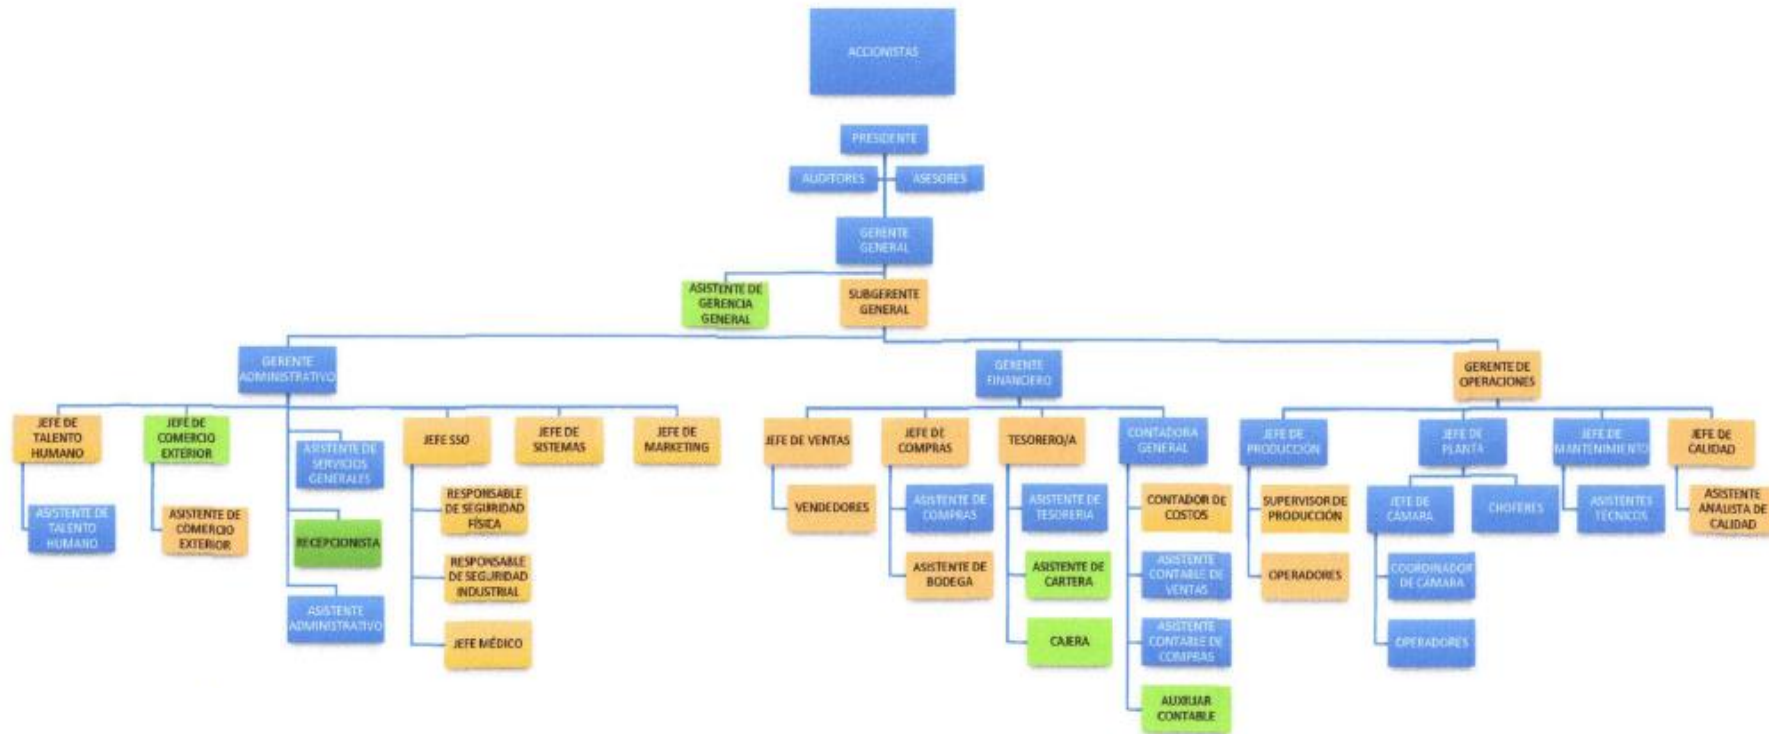 ACCIONISTAS
PRESIDENTE
AUDITORES
ASESORES
GERENTE
GENERAL
ASISTENTE DE
GERENCIA
GENERAL
SUBGERENTE
GENERAL
GERENTE
ADMINISTRATIVO
GERENTE
FINANCIERO
GERENTE DE
OPERACIONES
JEFE DE
TALENTO
HUMANO
JEFE DE
COMERCIO
EXTERIOR
ASISTENTE DE
SERVICIOS
GENERALES
JEFE SSO
JEFE DE
SISTEMAS
JEFE DE
MARKETING
JEFE DE VENTAS
JEFE DE
COMPRAS
TESORERO/A
CONTADORA
GENERAL
JEFE DE
PRODUCCIÓN
JEFE DE
PLANTA
JEFE DE
MANTENIMIENTO
JEFE DE
CALIDAD
ASISTENTE DE
TALENTO
HUMANO
ASISTENTE DE
COMERCIO
EXTERIOR
RECEPCIONISTA
RESPONSABLE
DE SEGURIDAD
FÍSICA
VENDEDORES
ASISTENTE DE
COMPRAS
ASISTENTE DE
TESORERIA
CONTADOR DE
COSTOS
SUPERVISOR DE
PRODUCCIÓN
JEFE DE
CÁMARA
CHOFERES
ASISTENTES
TÉCNICOS
ASISTENTE
ANALISTA DE
CALIDAD
ASISTENTE
ADMINISTRATIVO
RESPONSABLE
DE SEGURIDAD
INDUSTRIAL
ASISTENTE DE
BODEGA
ASISTENTE DE
CARTERA
ASISTENTE
CONTABLE DE
VENTAS
OPERADORES
COORDINADOR
DE CÁMARA
JEFE MÉDICO
CAJERA
ASISTENTE
CONTABLE DE
COMPRAS
OPERADORES
AUXILIAR
CONTABLE